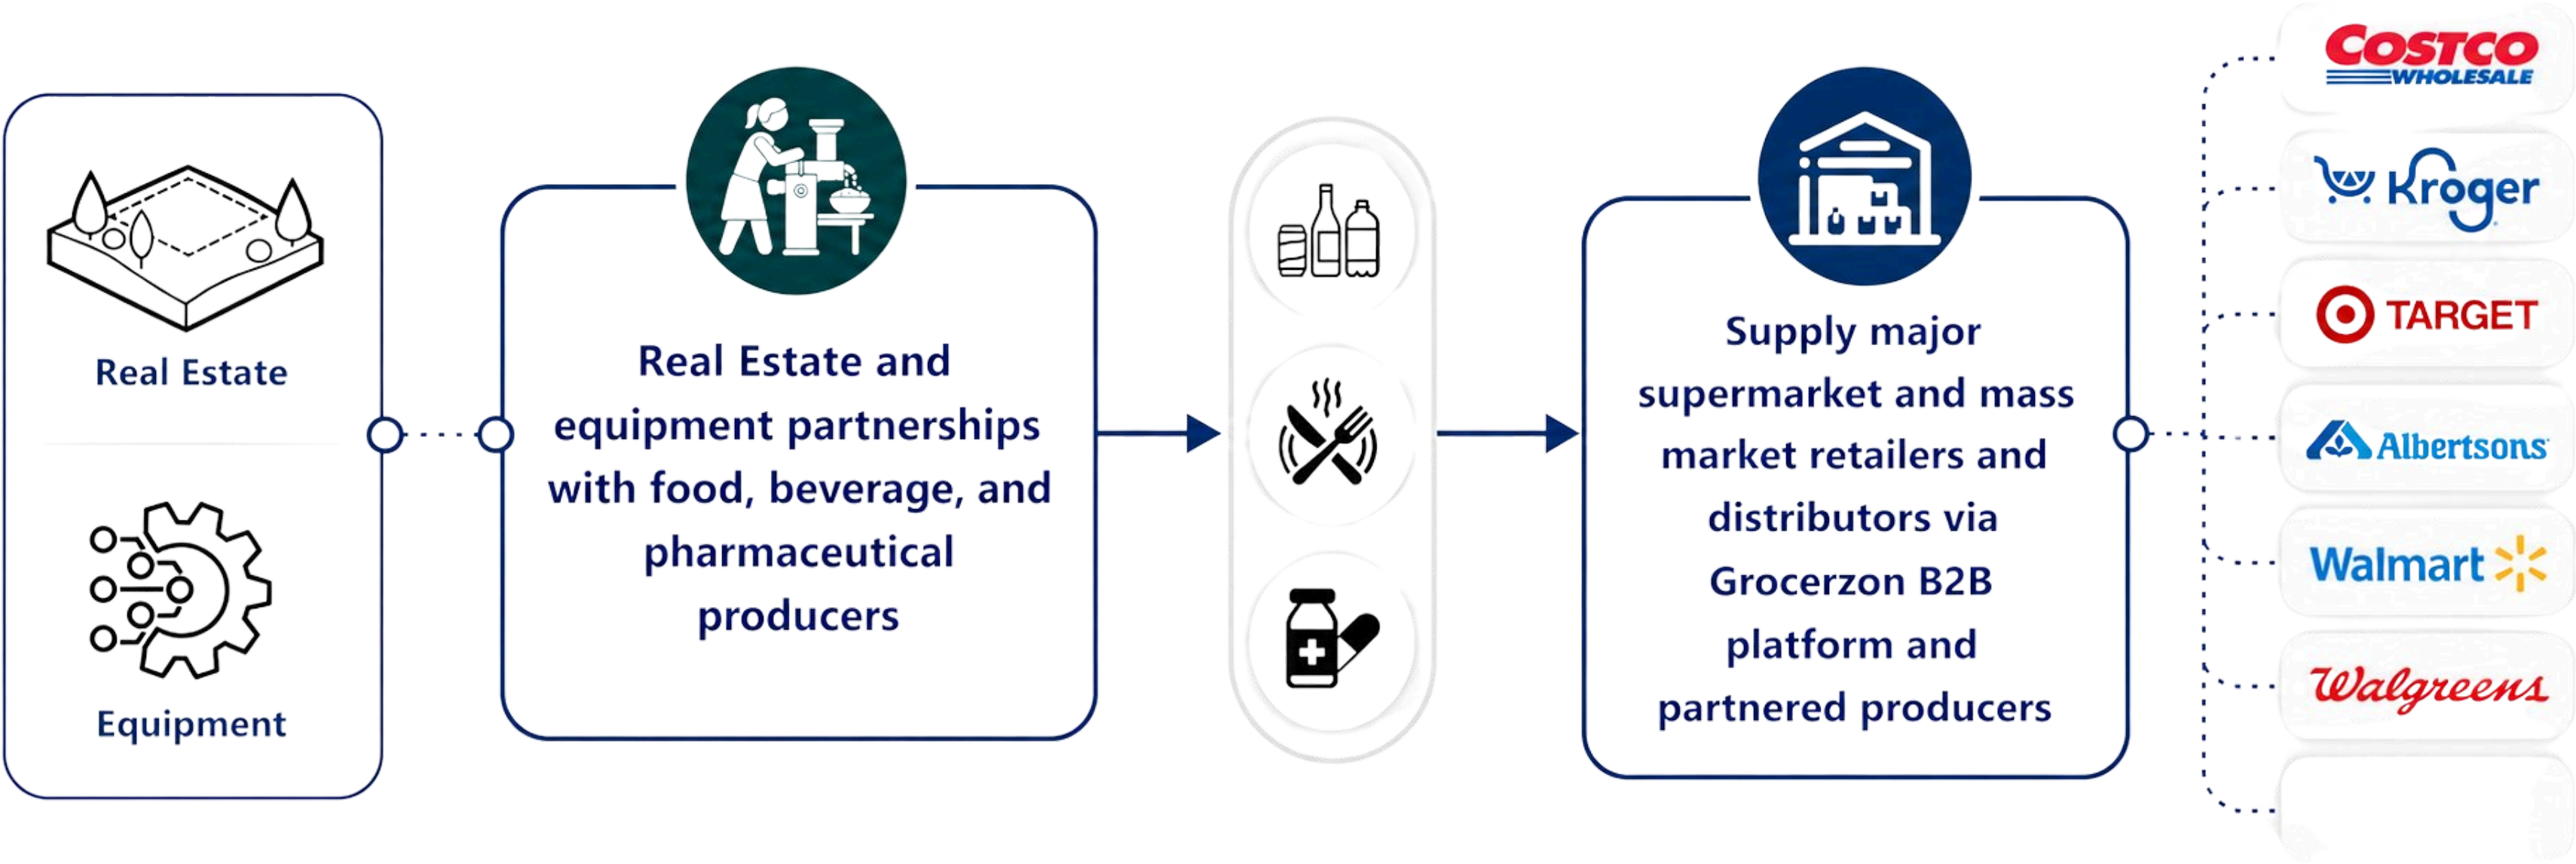 Real Estate
Equipment
Real Estate and
equipment partnerships
with food, beverage, and
pharmaceutical
producers
Supply major
supermarket and mass
market retailers and
distributors via
Grocerzon B2B
platform and
partnered producers
COSTCO
WHOLESALE
Kroger
TARGET
Albertsons
Walmart
Walgreens